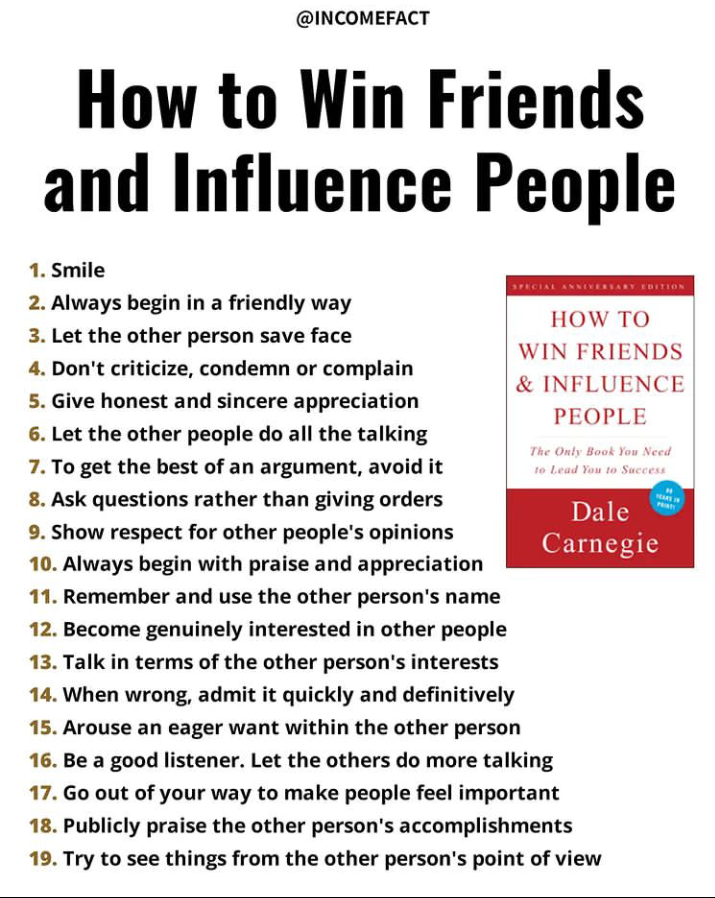 @INCOMEFACT
How to Win Friends
and Influence People
1. Smile
2. Always begin in a friendly way
3. Let the other person save face
4. Don't criticize, condemn or complain
5. Give honest and sincere appreciation
6. Let the other people do all the talking
7. To get the best of an argument, avoid it
8. Ask questions rather than giving orders
9. Show respect for other people's opinions
10. Always begin with praise and appreciation
11. Remember and use the other person's name
12. Become genuinely interested in other people
13. Talk in terms of the other person's interests
14. When wrong, admit it quickly and definitively
15. Arouse an eager want within the other person
16. Be a good listener. Let the others do more talking
17. Go out of your way to make people feel important
18. Publicly praise the other person's accomplishments
19. Try to see things from the other person's point of view
SPECIAL ANNIVERSARY EDITION
HOW TO
WIN FRIENDS
& INFLUENCE
PEOPLE
The Only Book You Need
to Lead You to Success
YEARS IN
PRINT!
Dale
Carnegie